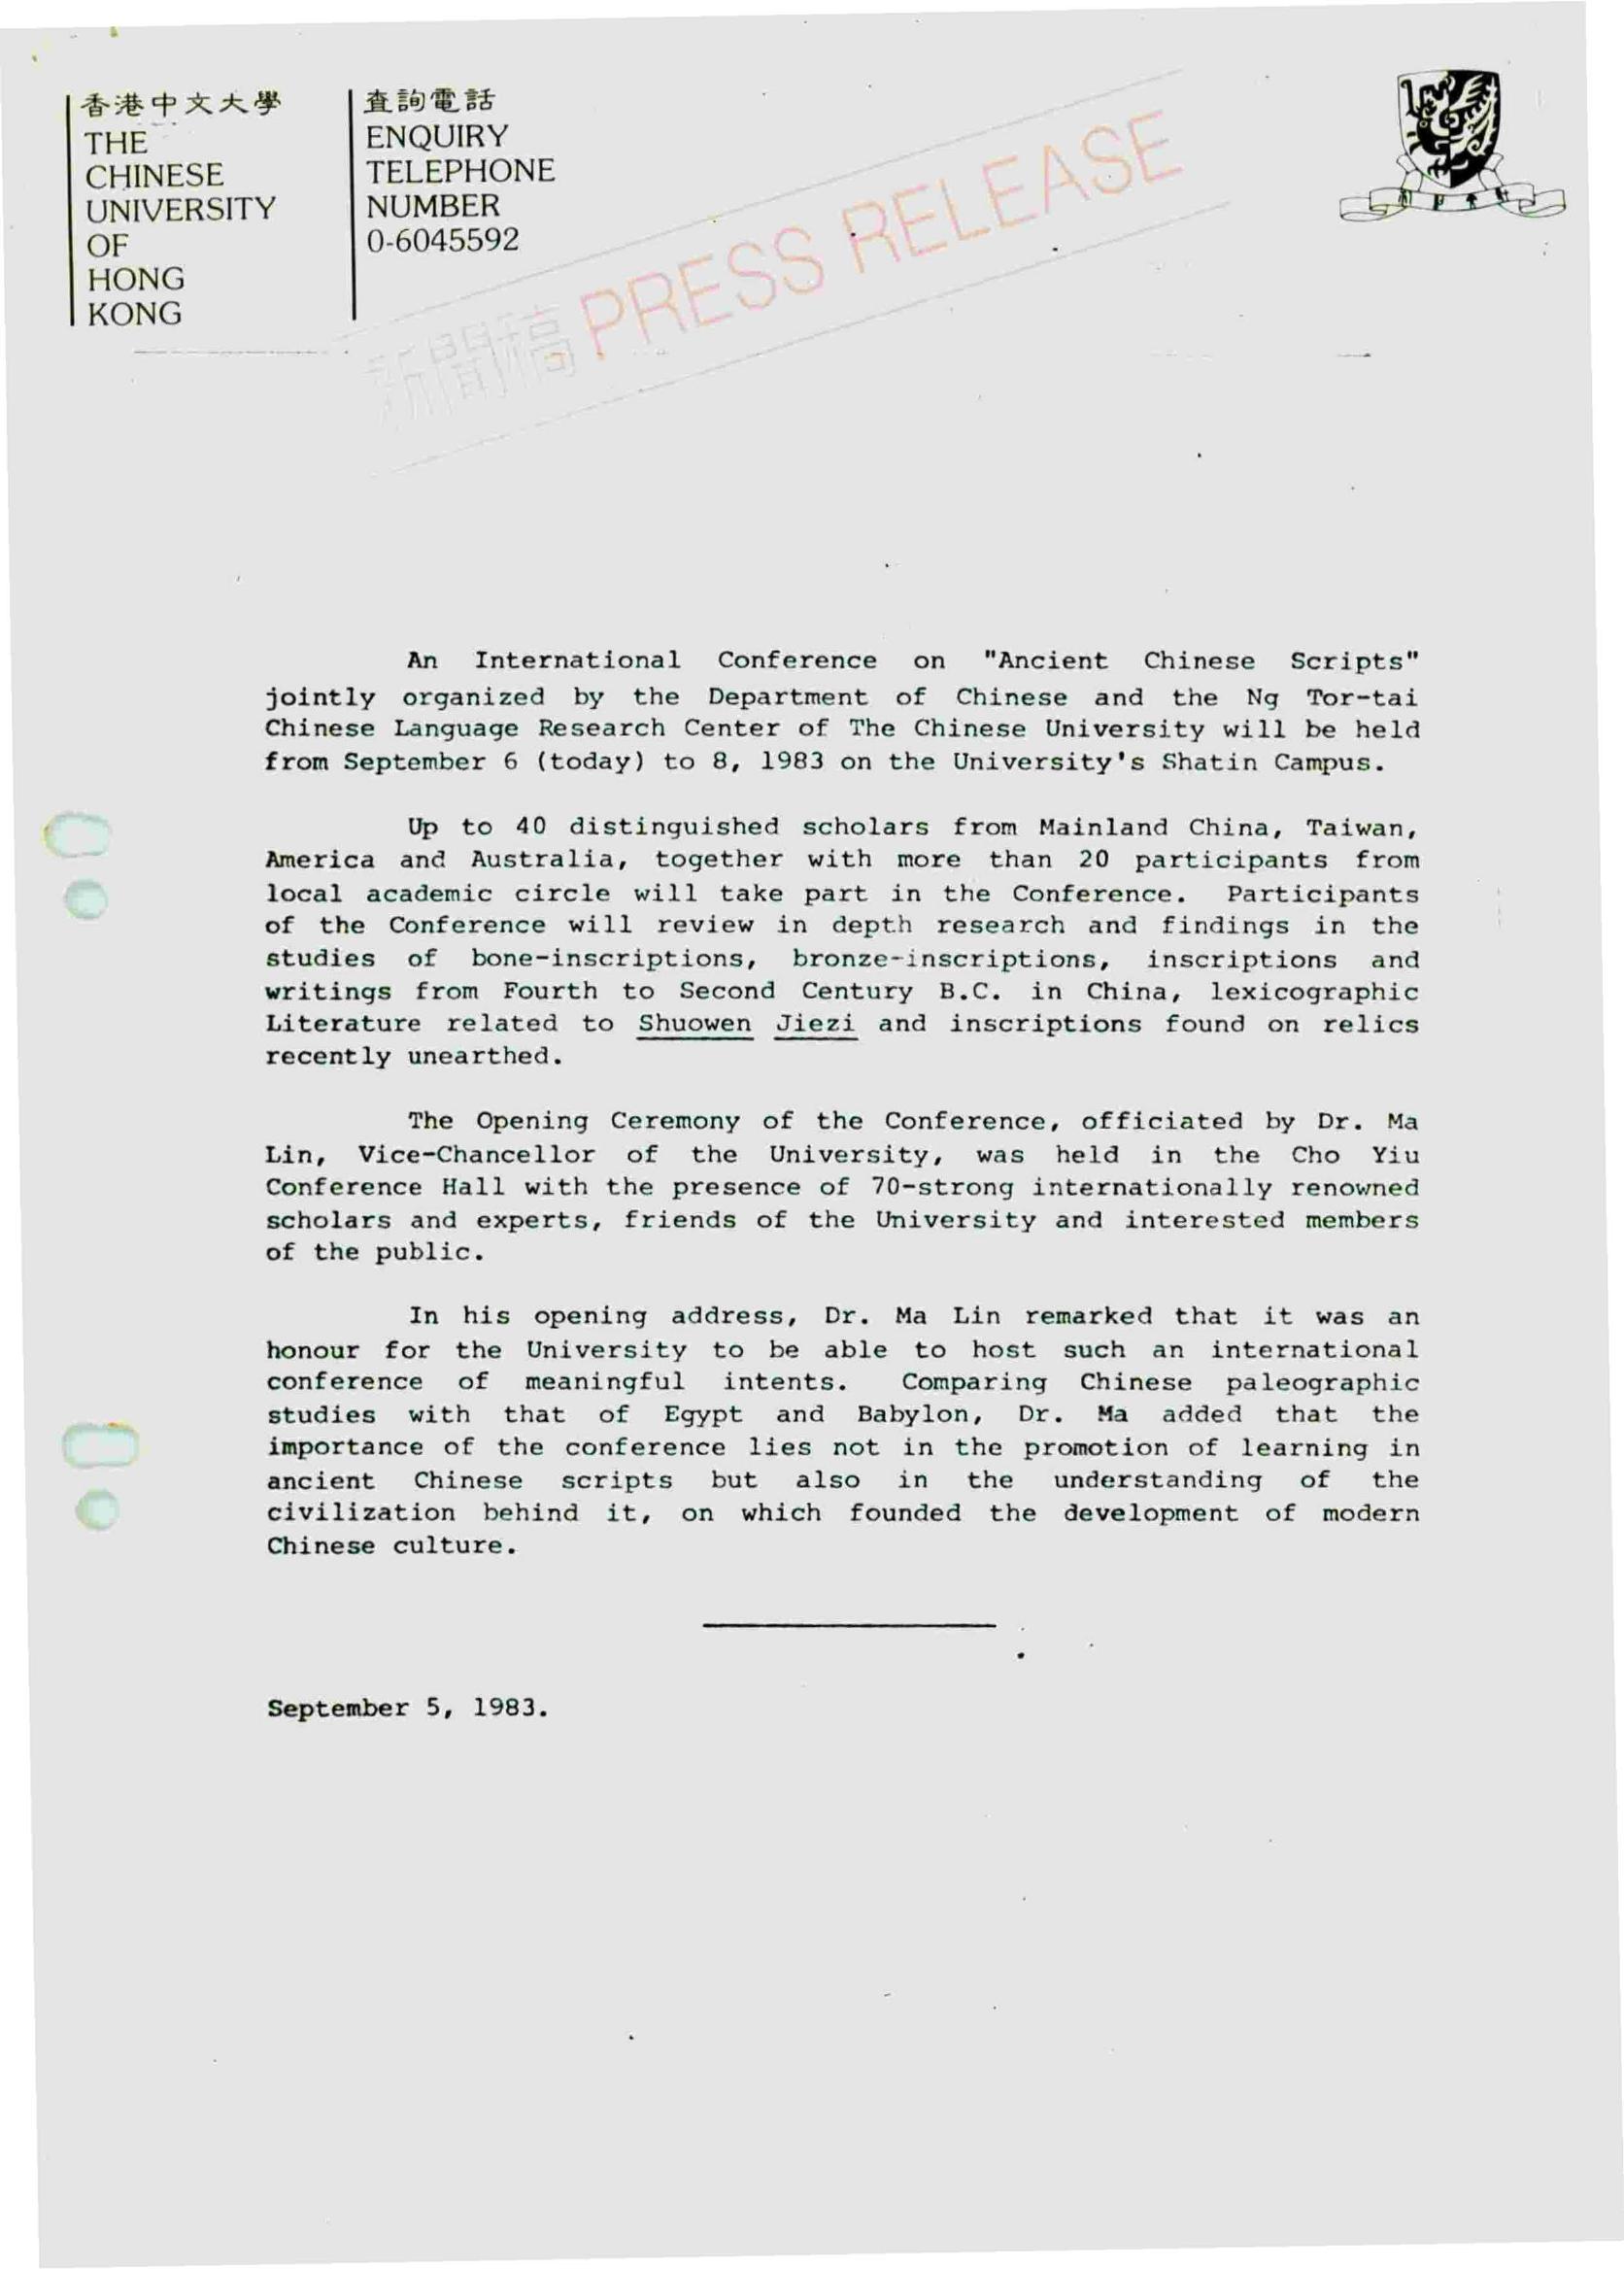 香港中文大學
THE
CHINESE
UNIVERSITY
OF
HONG
KONG
查詢電話
ENQUIRY
TELEPHONE
NUMBER
0-6045592
新聞稿 PRESS RELEASE
An International Conference on "Ancient Chinese Scripts"
jointly organized by the Department of Chinese and the Ng Tor-tai
Chinese Language Research Center of The Chinese University will be held
from September 6 (today) to 8, 1983 on the University's Shatin Campus.
Up to 40 distinguished scholars from Mainland China, Taiwan,
America and Australia, together with more than 20 participants from
local academic circle will take part in the Conference. Participants
of the Conference will review in depth research and findings in the
studies of bone-inscriptions, bronze-inscriptions, inscriptions and
writings from Fourth to Second Century B.C. in China, lexicographic
Literature related to Shuowen Jiezi and inscriptions found on relics
recently unearthed.
The Opening Ceremony of the Conference, officiated by Dr. Ma
Lin, Vice-Chancellor of the University, was held in the Cho Yiu
Conference Hall with the presence of 70-strong internationally renowned
scholars and experts, friends of the University and interested members
of the public.
In his opening address, Dr. Ma Lin remarked that it was an
honour for the University to be able to host such an international
conference of meaningful intents. Comparing Chinese paleographic
studies with that of Egypt and Babylon, Dr. Ma added that the
importance of the conference lies not in the promotion of learning in
ancient Chinese scripts but also in the understanding of the
civilization behind it, on which founded the development of modern
Chinese culture.
September 5, 1983.